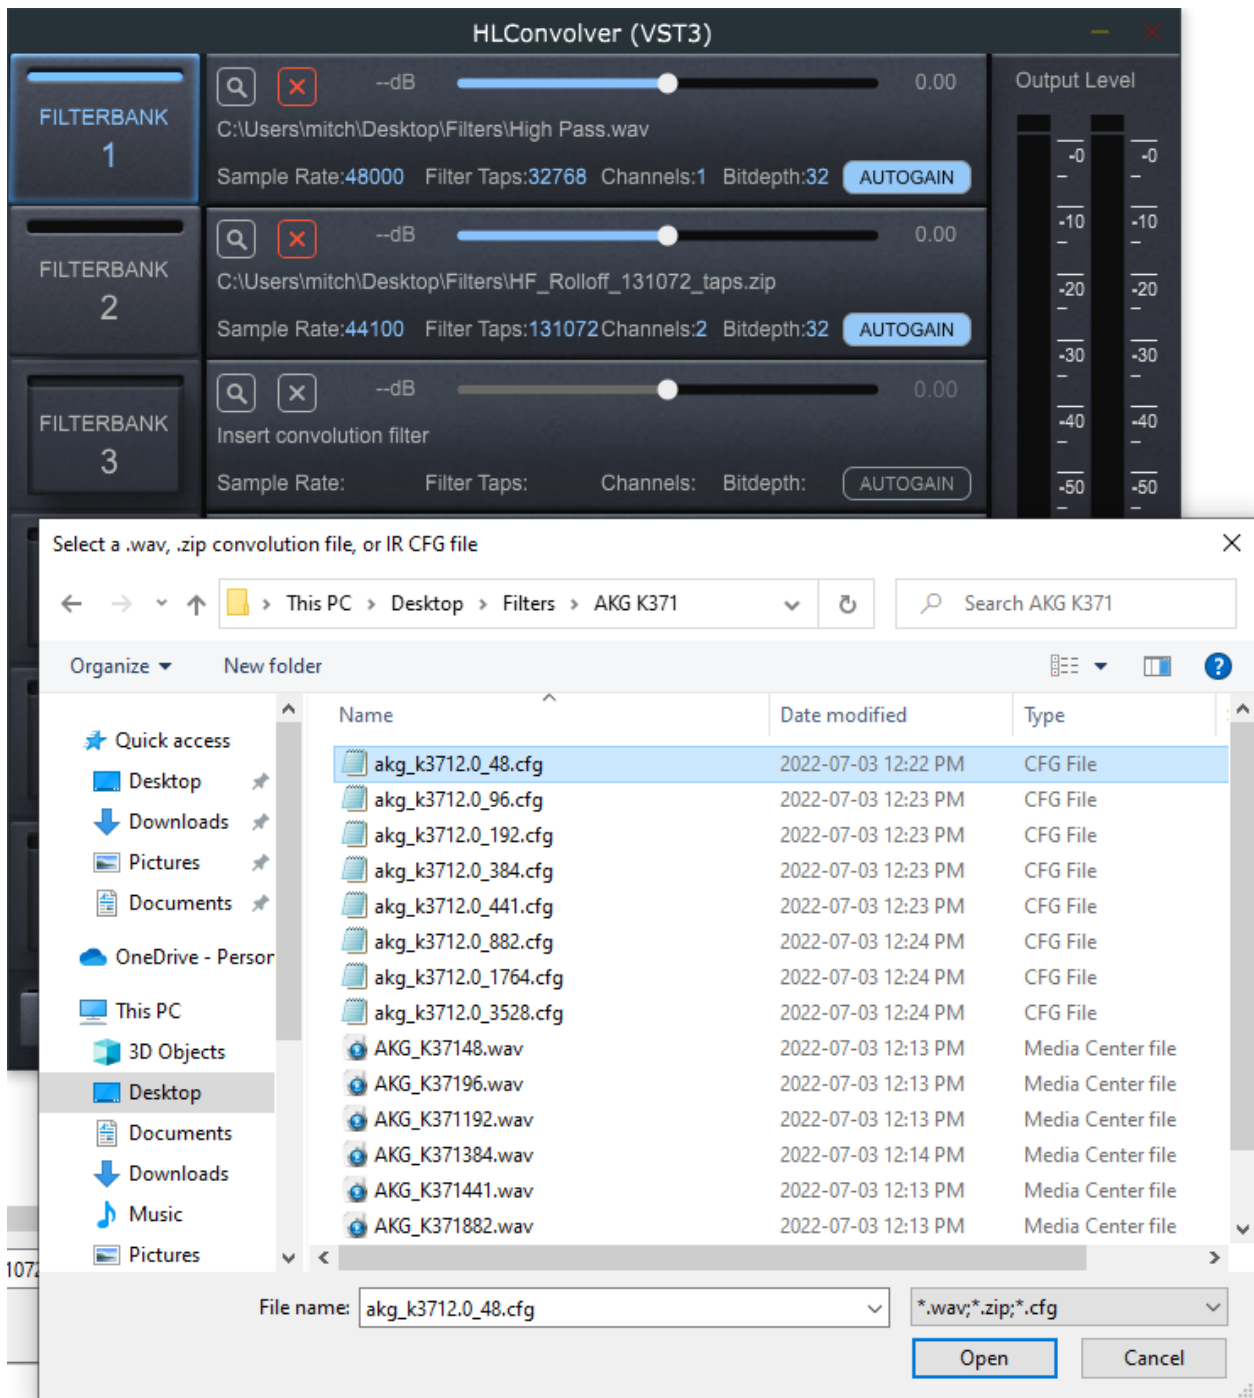 HLConvolver (VST3)
FILTERBANK
1
--dB
0.00
C:\Users\mitch\Desktop\Filters\High Pass.wav
Sample Rate:48000 Filter Taps:32768 Channels:1 Bitdepth:32 AUTOGAIN
FILTERBANK
2
--dB
0.00
C:\Users\mitch\Desktop\Filters\HF_Rolloff_131072_taps.zip
Sample Rate:44100 Filter Taps:131072 Channels:2 Bitdepth:32 AUTOGAIN
FILTERBANK
3
--dB
0.00
Insert convolution filter
Sample Rate: Filter Taps: Channels: Bitdepth: AUTOGAIN
Output Level
-0 -0
-10 -10
-20 -20
-30 -30
-40 -40
-50 -50
Select a .wav, .zip convolution file, or IR CFG file
This PC > Desktop > Filters > AKG K371
Search AKG K371
Organize
New folder
?
Quick access
Desktop
Downloads
Pictures
Documents
OneDrive - Person
This PC
3D Objects
Desktop
Documents
Downloads
Music
Pictures
Name Date modified Type
akg_k3712.0_48.cfg 2022-07-03 12:22 PM CFG File
akg_k3712.0_96.cfg 2022-07-03 12:23 PM CFG File
akg_k3712.0_192.cfg 2022-07-03 12:23 PM CFG File
akg_k3712.0_384.cfg 2022-07-03 12:23 PM CFG File
akg_k3712.0_441.cfg 2022-07-03 12:23 PM CFG File
akg_k3712.0_882.cfg 2022-07-03 12:24 PM CFG File
akg_k3712.0_1764.cfg 2022-07-03 12:24 PM CFG File
akg_k3712.0_3528.cfg 2022-07-03 12:24 PM CFG File
AKG_K37148.wav 2022-07-03 12:13 PM Media Center file
AKG_K37196.wav 2022-07-03 12:13 PM Media Center file
AKG_K371192.wav 2022-07-03 12:13 PM Media Center file
AKG_K371384.wav 2022-07-03 12:14 PM Media Center file
AKG_K371441.wav 2022-07-03 12:13 PM Media Center file
AKG_K371882.wav 2022-07-03 12:13 PM Media Center file
1072
File name: akg_k3712.0_48.cfg
*.wav;*.zip;*.cfg
Open
Cancel